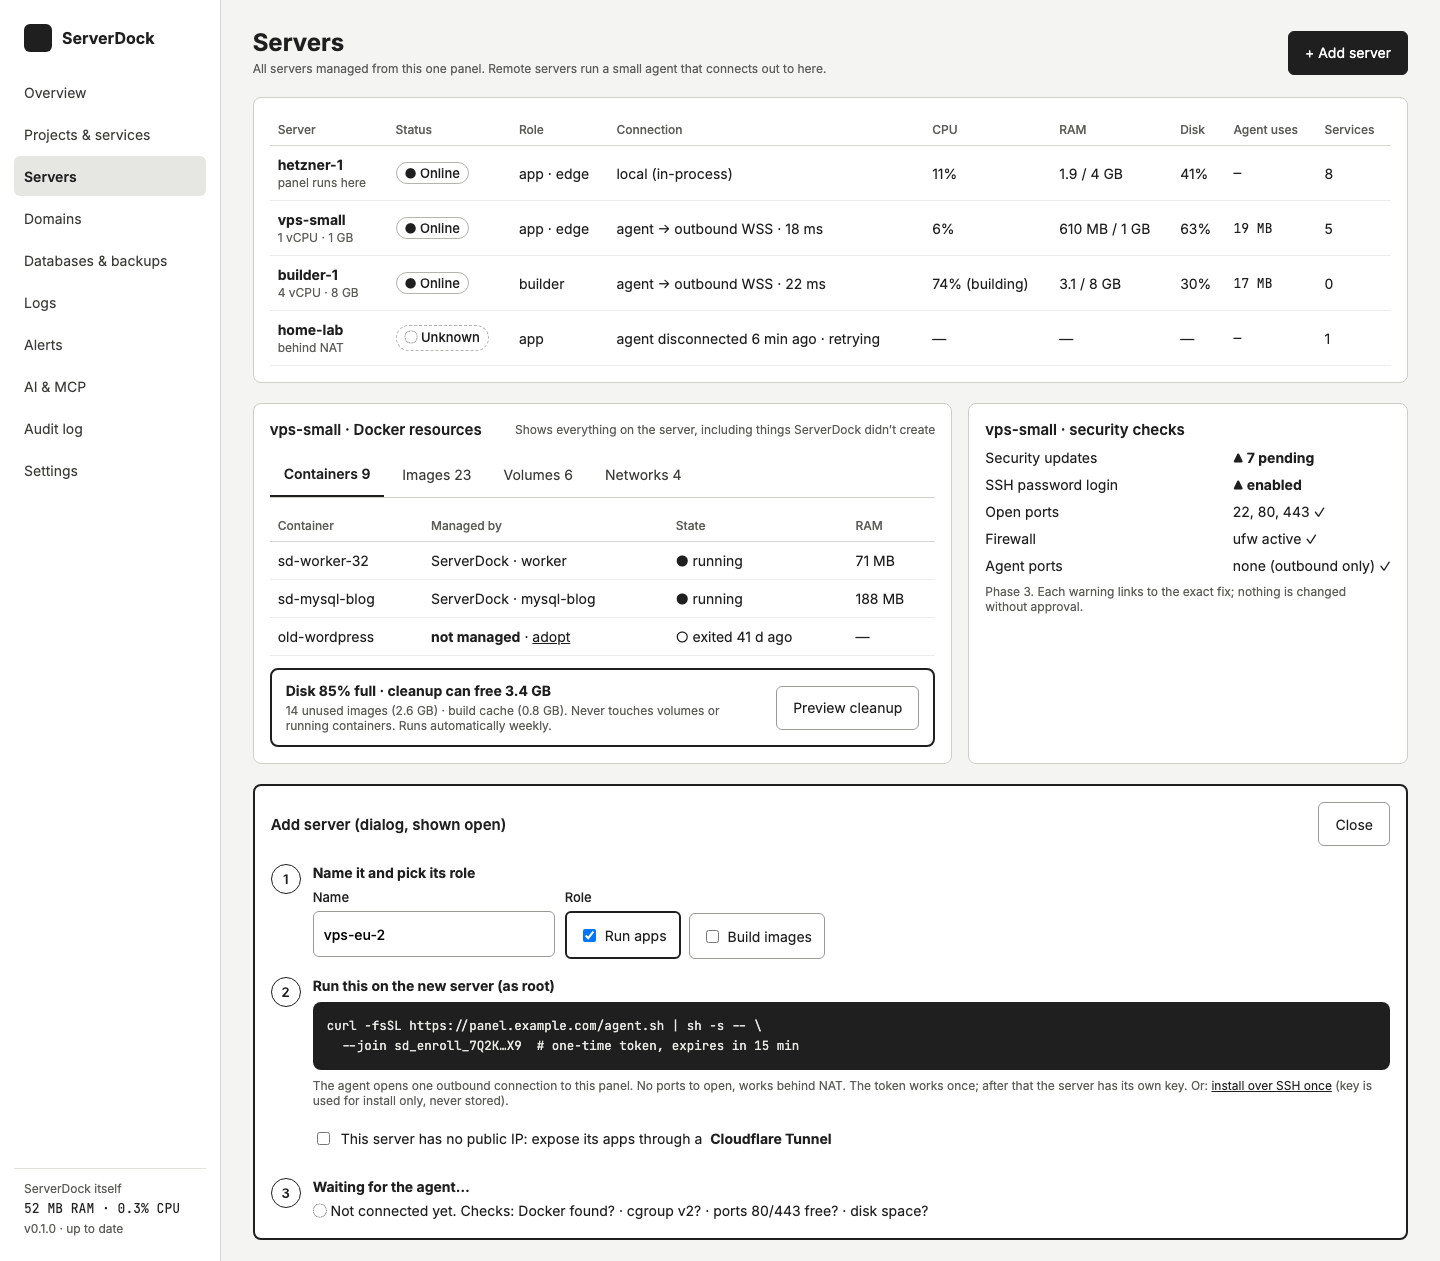 ServerDock
Overview
Projects & services
Servers
Domains
Databases & backups
Logs
Alerts
AI & MCP
Audit log
Settings
ServerDock itself
52 MB RAM · 0.3% CPU
v0.1.0 · up to date
Servers
All servers managed from this one panel. Remote servers run a small agent that connects out to here.
+ Add server
Server Status Role Connection CPU RAM Disk Agent uses Services
hetzner-1
panel runs here
Online app · edge local (in-process) 11% 1.9 / 4 GB 41% – 8
vps-small
1 vCPU · 1 GB
Online app · edge agent → outbound WSS · 18 ms 6% 610 MB / 1 GB 63% 19 MB 5
builder-1
4 vCPU · 8 GB
Online builder agent → outbound WSS · 22 ms 74% (building) 3.1 / 8 GB 30% 17 MB 0
home-lab
behind NAT
Unknown app agent disconnected 6 min ago · retrying — — — – 1
vps-small · Docker resources
Shows everything on the server, including things ServerDock didn’t create
Containers 9 Images 23 Volumes 6 Networks 4
Container Managed by State RAM
sd-worker-32 ServerDock · worker ● running 71 MB
sd-mysql-blog ServerDock · mysql-blog ● running 188 MB
old-wordpress not managed · adopt ○ exited 41 d ago —
Disk 85% full · cleanup can free 3.4 GB
14 unused images (2.6 GB) · build cache (0.8 GB). Never touches volumes or
running containers. Runs automatically weekly.
Preview cleanup
vps-small · security checks
Security updates ▲ 7 pending
SSH password login ▲ enabled
Open ports 22, 80, 443 ✓
Firewall ufw active ✓
Agent ports none (outbound only) ✓
Phase 3. Each warning links to the exact fix; nothing is changed
without approval.
Add server (dialog, shown open)
Close
1 Name it and pick its role
Name Role
vps-eu-2 Run apps Build images
2 Run this on the new server (as root)
curl -fsSL https://panel.example.com/agent.sh | sh -s -- \
--join sd_enroll_7Q2K…X9 # one-time token, expires in 15 min
The agent opens one outbound connection to this panel. No ports to open, works behind NAT. The token works once; after that the server has its own key. Or: install over SSH once (key is
used for install only, never stored).
This server has no public IP: expose its apps through a Cloudflare Tunnel
3 Waiting for the agent…
Not connected yet. Checks: Docker found? · cgroup v2? · ports 80/443 free? · disk space?